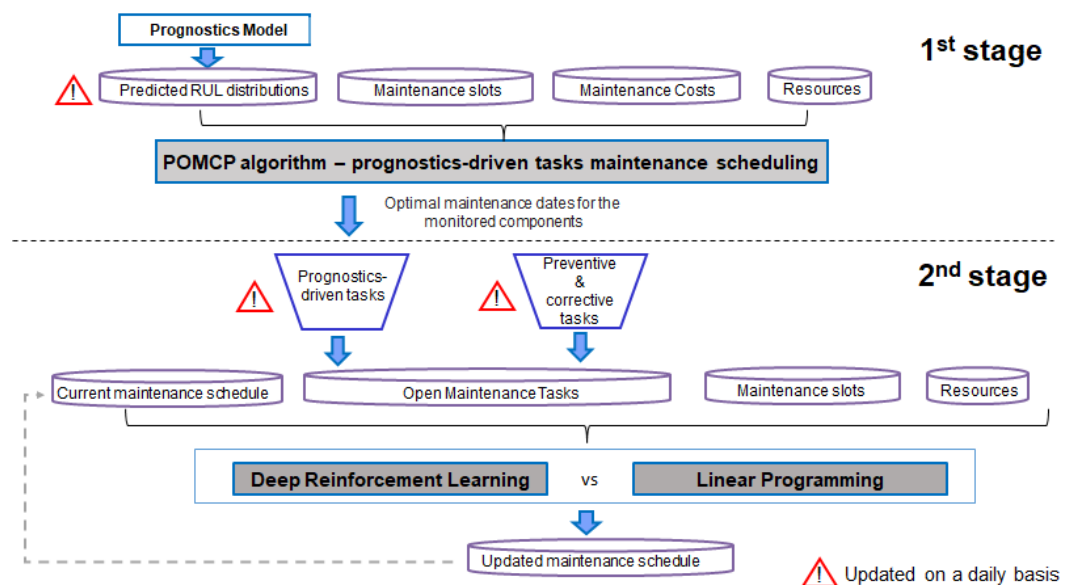 Prognostics Model
1st stage
Predicted RUL distributions
Maintenance slots
Maintenance Costs
Resources
POMCP algorithm – prognostics-driven tasks maintenance scheduling
Optimal maintenance dates for the
monitored components
2nd stage
Prognostics-
driven tasks
Preventive
&
corrective
tasks
Current maintenance schedule
Open Maintenance Tasks
Maintenance slots
Resources
Deep Reinforcement Learning
vs
Linear Programming
Updated maintenance schedule
Updated on a daily basis